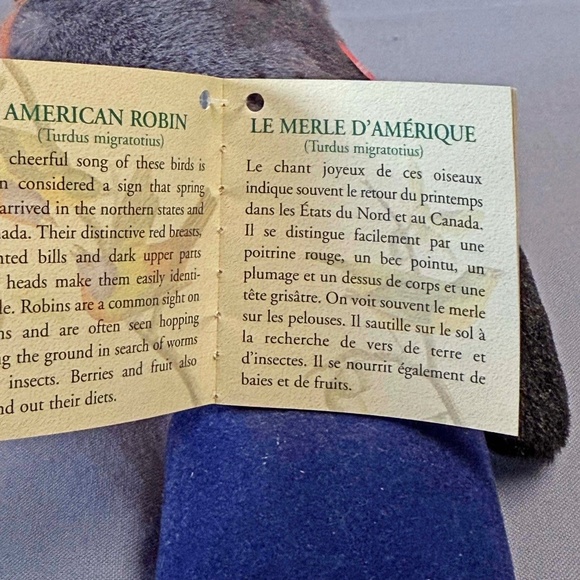 AMERICAN ROBIN
(Turdus migratotius)
cheerful song of these birds is
n considered a sign that spring
arrived in the northern states and
ada. Their distinctive red breasts,
nted bills and dark upper parts
heads make them easily identi-
le. Robins are a common sight on
ns and are often seen hopping
ng the ground in search of worms
insects. Berries and fruit also
nd out their diets.
LE MERLE D'AMÉRIQUE
(Turdus migratotius)
Le chant joyeux de ces oiseaux
indique souvent le retour du printemps
dans les États du Nord et au Canada.
Il se distingue facilement par une
poitrine rouge, un bec pointu, un
plumage et un dessus de corps et une
tête grisâtre. On voit souvent le merle
sur les pelouses. Il sautille sur le sol à
la recherche de vers de terre et
d'insectes. Il se nourrit également de
baies et de fruits.